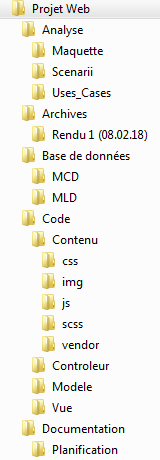 Projet Web
Analyse
Maquette
Scenarii
Uses_Cases
Archives
Rendu 1 (08.02.18)
Base de données
MCD
MLD
Code
Contenu
css
img
js
scss
vendor
Controleur
Modele
Vue
Documentation
Planification